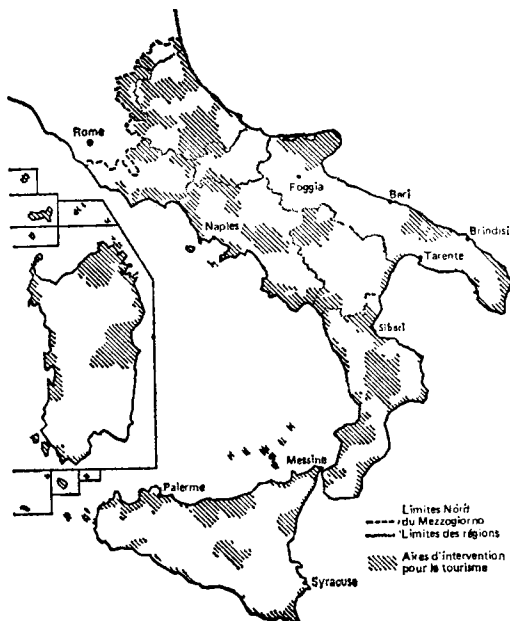 Rome
Foggia
Bari
Naples
Brindisi
Tarente
Sibari
Messine
Palerme
Limites Nord
du Mezzogiorno
Limites des régions
Aires d'intervention
pour le tourisme
Syracuse